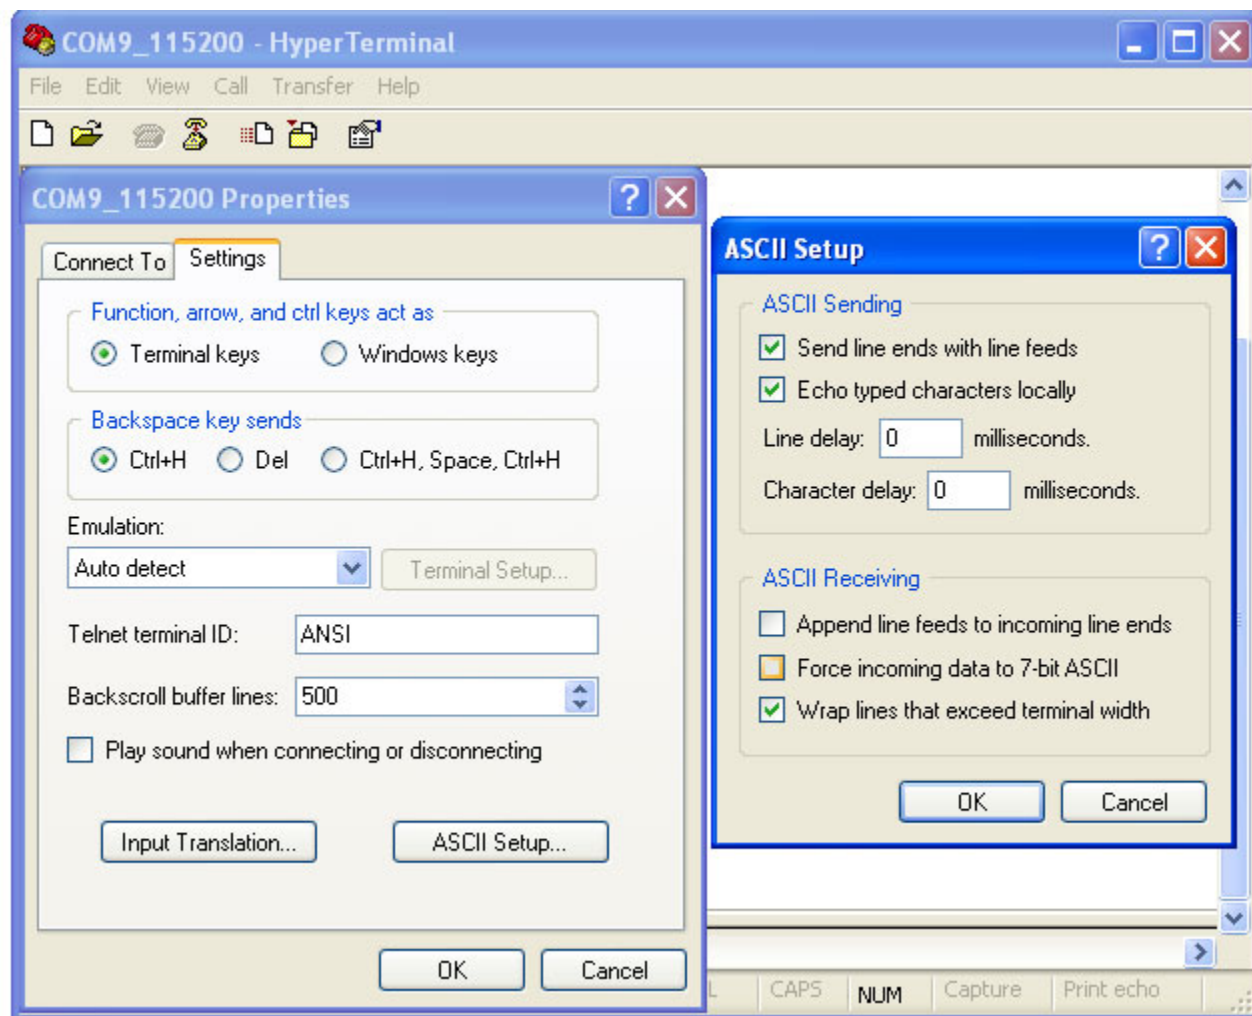 COM9_115200 - HyperTerminal
File Edit View Call Transfer Help
COM9_115200 Properties
Connect To Settings
Function, arrow, and ctrl keys act as
Terminal keys Windows keys
Backspace key sends
Ctrl+H Del Ctrl+H, Space, Ctrl+H
Emulation:
Auto detect Terminal Setup...
Telnet terminal ID: ANSI
Backscroll buffer lines: 500
Play sound when connecting or disconnecting
Input Translation... ASCII Setup...
OK Cancel
ASCII Setup
ASCII Sending
Send line ends with line feeds
Echo typed characters locally
Line delay: 0 milliseconds.
Character delay: 0 milliseconds.
ASCII Receiving
Append line feeds to incoming line ends
Force incoming data to 7-bit ASCII
Wrap lines that exceed terminal width
OK Cancel
CAPS NUM Capture Print echo